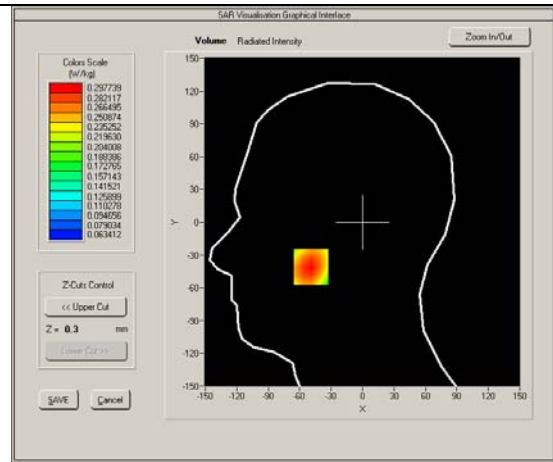 SAR Visualisation Graphical Interface
Volume Radiated Intensity
Zoom In/Out
Colors Scale
(W/kg)
0.297739
0.282117
0.266495
0.250874
0.235252
0.219630
0.204008
0.188386
0.172765
0.157143
0.141521
0.125899
0.110278
0.094656
0.079034
0.063412
Z-Cuts Control
<< Upper Cut
Z = 0.3 mm
Lower Cut >>
SAVE Cancel
150
120
90
60
30
0
-30
-60
-90
-120
-150
Y
-150 -120 -90 -60 -30 0 30 60 90 120 150
X